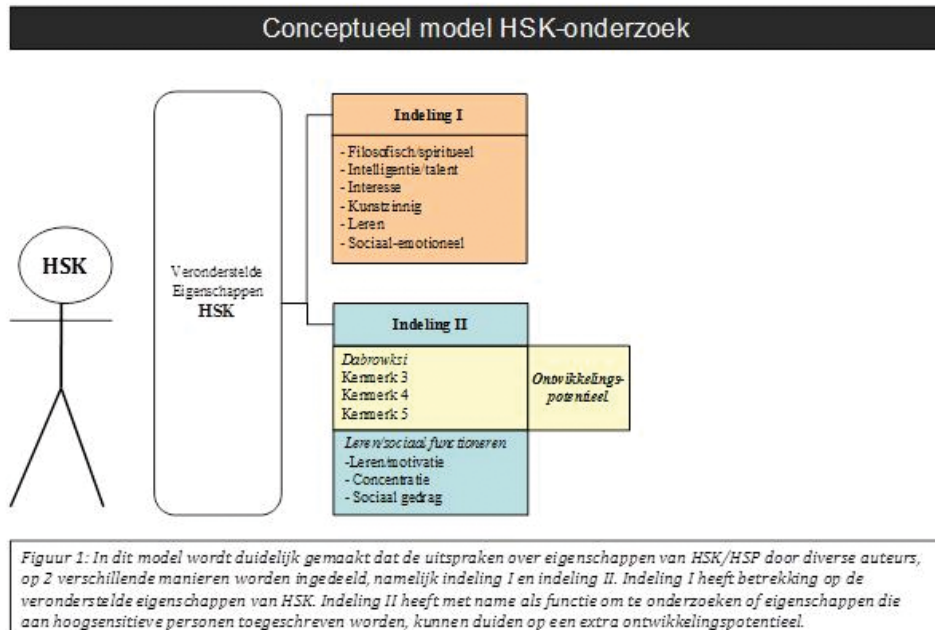 Conceptueel model HSK-onderzoek
HSK
Veronderstelde
Eigenschappen
HSK
Indeling I
- Filosofisch/spiritueel
- Intelligentie/talent
- Interesse
- Kunstzinnig
- Leren
- Sociaal-emotioneel
Indeling II
Dabrowksi
Kenmerk 3
Kenmerk 4
Kenmerk 5
Ontwikkelings-
potentieel
Leren/sociaal functioneren
-Leren/motivatie
- Concentratie
- Sociaal gedrag
Figuur 1: In dit model wordt duidelijk gemaakt dat de uitspraken over eigenschappen van HSK/HSP door diverse auteurs,
op 2 verschillende manieren worden ingedeeld, namelijk indeling I en indeling II. Indeling I heeft betrekking op de
veronderstelde eigenschappen van HSK. Indeling II heeft met name als functie om te onderzoeken of eigenschappen die
aan hoogsensitieve personen toegeschreven worden, kunnen duiden op een extra ontwikkelingspotentieel.